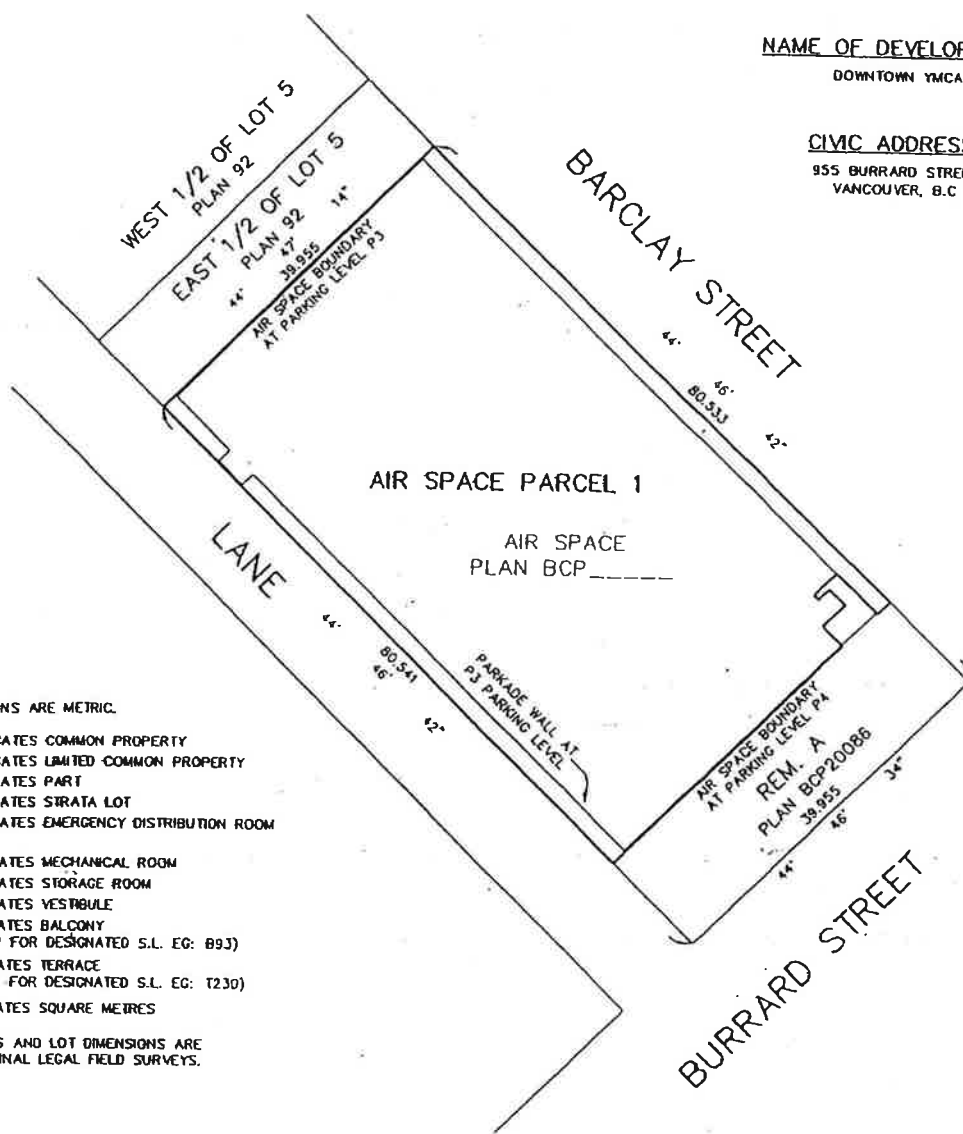 NAME OF DEVELOP
DOWNTOWN YMCA
CIVIC ADDRESS
955 BURRARD STREE
VANCOUVER, B.C
WEST 1/2 OF LOT 5
PLAN 92
EAST 1/2 OF LOT 5
PLAN 92
44' 47' 14"
39.955
AIR SPACE BOUNDARY
AT PARKING LEVEL P3
BARCLAY STREET
44' 46' 42"
80.533
AIR SPACE PARCEL 1
AIR SPACE
PLAN BCP_____
LANE
44' 46' 42"
80.541
PARKADE WALL AT
P3 PARKING LEVEL
AIR SPACE BOUNDARY
AT PARKING LEVEL P4
REM. A
PLAN BCP20086
39.955
44' 46' 34"
BURRARD STREET
NS ARE METRIC.
ATES COMMON PROPERTY
ATES LIMITED COMMON PROPERTY
ATES PART
ATES STRATA LOT
ATES EMERGENCY DISTRIBUTION ROOM
ATES MECHANICAL ROOM
ATES STORAGE ROOM
ATES VESTIBULE
ATES BALCONY
FOR DESIGNATED S.L. EG: B93)
ATES TERRACE
FOR DESIGNATED S.L. EG: T230)
ATES SQUARE METRES
S AND LOT DIMENSIONS ARE
INAL LEGAL FIELD SURVEYS.